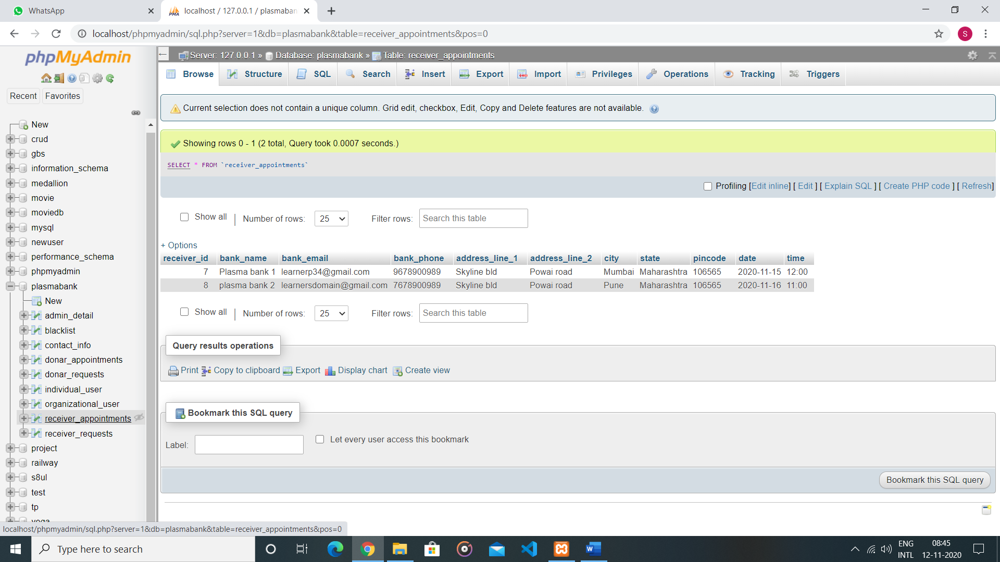 WhatsApp
localhost / 127.0.0.1 / plasmaban
localhost/phpmyadmin/sql.php?server=1&db=plasmabank&table=receiver_appointments&pos=0
S
phpMyAdmin
Recent
Favorites
New
crud
gbs
information_schema
medallion
movie
moviedb
mysql
newuser
performance_schema
phpmyadmin
plasmabank
New
admin_detail
blacklist
contact_info
donar_appointments
donar_requests
individual_user
organizational_user
receiver_appointments
receiver_requests
project
railway
s8ul
test
tp
yoga
Server: 127.0.0.1 » Database: plasmabank » Table: receiver_appointments
Browse Structure SQL Search Insert Export Import Privileges Operations Tracking Triggers
Current selection does not contain a unique column. Grid edit, checkbox, Edit, Copy and Delete features are not available.
Showing rows 0 - 1 (2 total, Query took 0.0007 seconds.)
SELECT * FROM `receiver_appointments`
Profiling [Edit inline] [ Edit ] [ Explain SQL ] [ Create PHP code ] [ Refresh]
Show all | Number of rows: 25 Filter rows: Search this table
+ Options
receiver_id bank_name bank_email bank_phone address_line_1 address_line_2 city state pincode date time
7 Plasma bank 1 learnerp34@gmail.com 9678900989 Skyline bld Powai road Mumbai Maharashtra 106565 2020-11-15 12:00
8 plasma bank 2 learnersdomain@gmail.com 7678900989 Skyline bld Powai road Pune Maharashtra 106565 2020-11-16 11:00
Show all | Number of rows: 25 Filter rows: Search this table
Query results operations
Print Copy to clipboard Export Display chart Create view
Bookmark this SQL query
Label: Let every user access this bookmark
Bookmark this SQL query
localhost/phpmyadmin/sql.php?server=1&db=plasmabank&table=receiver_appointments&pos=0
Type here to search
ENG
INTL
08:45
12-11-2020